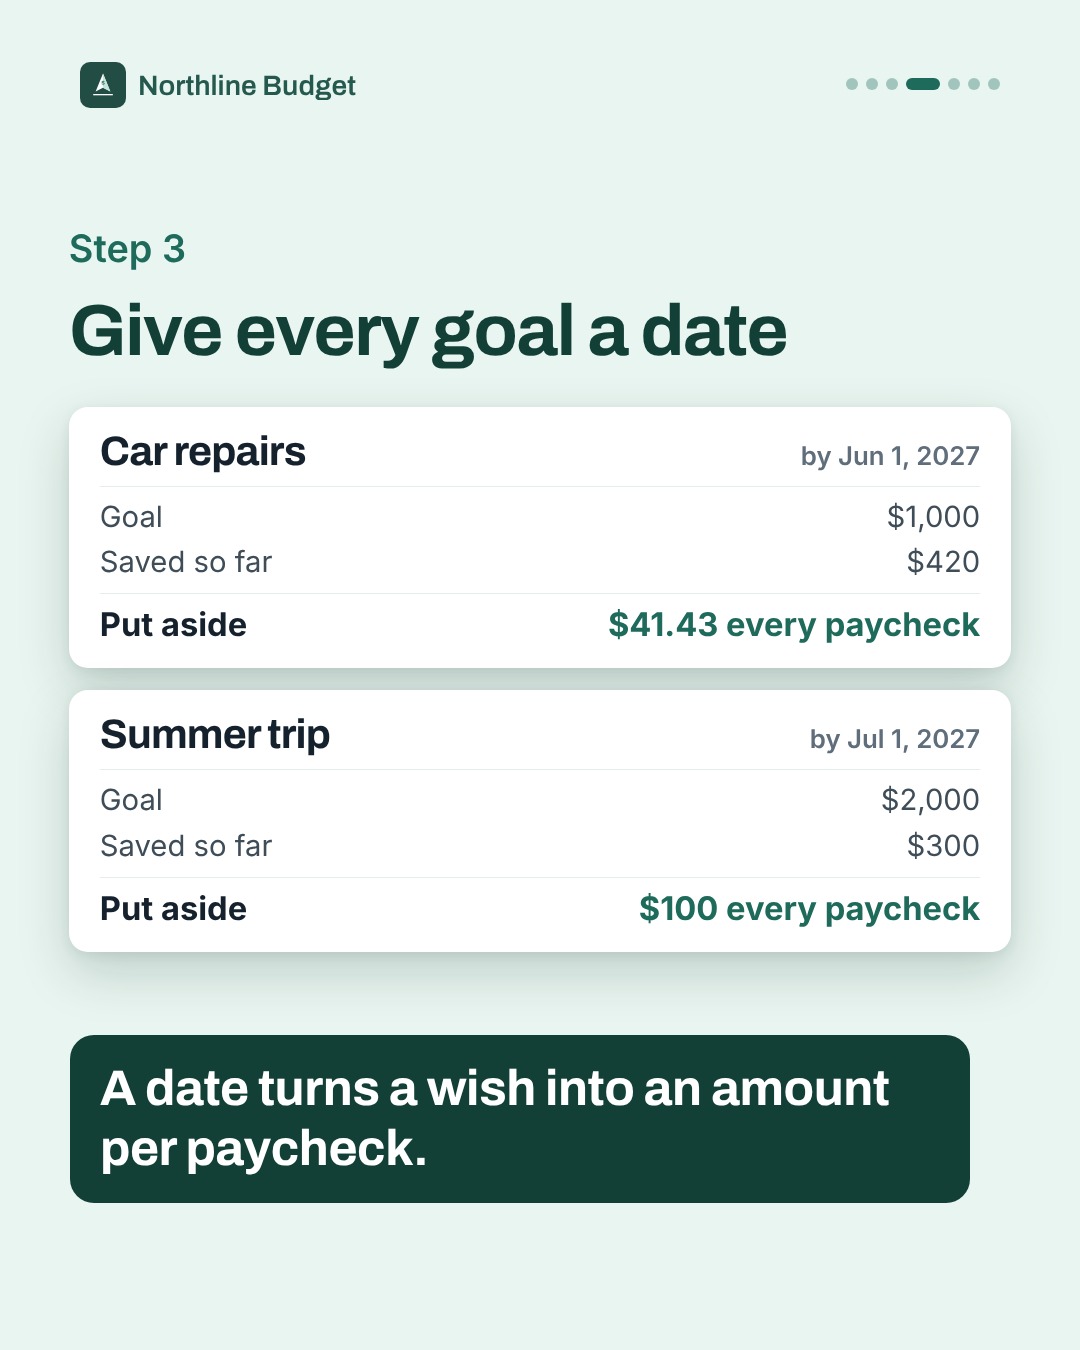 Northline Budget
Step 3
Give every goal a date
Car repairs
by Jun 1, 2027
Goal
$1,000
Saved so far
$420
Put aside
$41.43 every paycheck
Summer trip
by Jul 1, 2027
Goal
$2,000
Saved so far
$300
Put aside
$100 every paycheck
A date turns a wish into an amount
per paycheck.